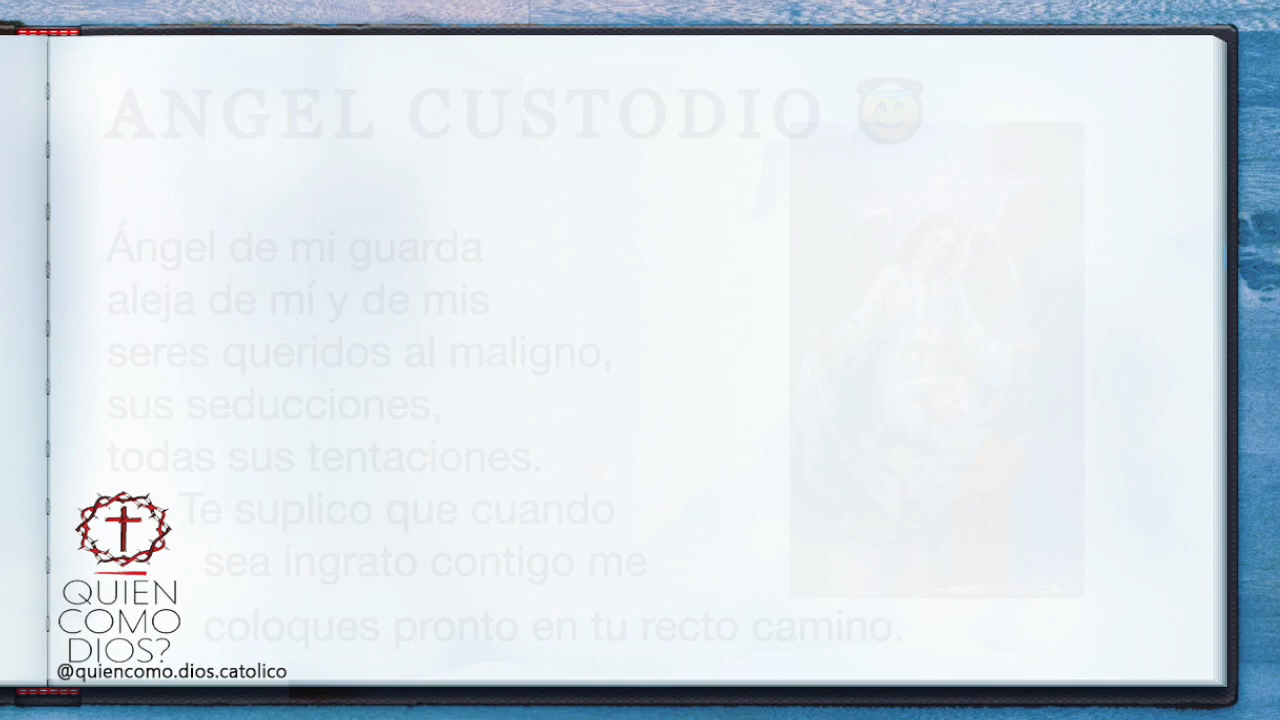 ANGEL CUSTODIO
Ángel de mi guarda
aleja de mí y de mis
seres queridos al maligno,
sus seducciones,
todas sus tentaciones.
Te suplico que cuando
sea ingrato contigo me
coloques pronto en tu recto camino.
QUIEN
COMO
DIOS?
@quiencomo.dios.catolico